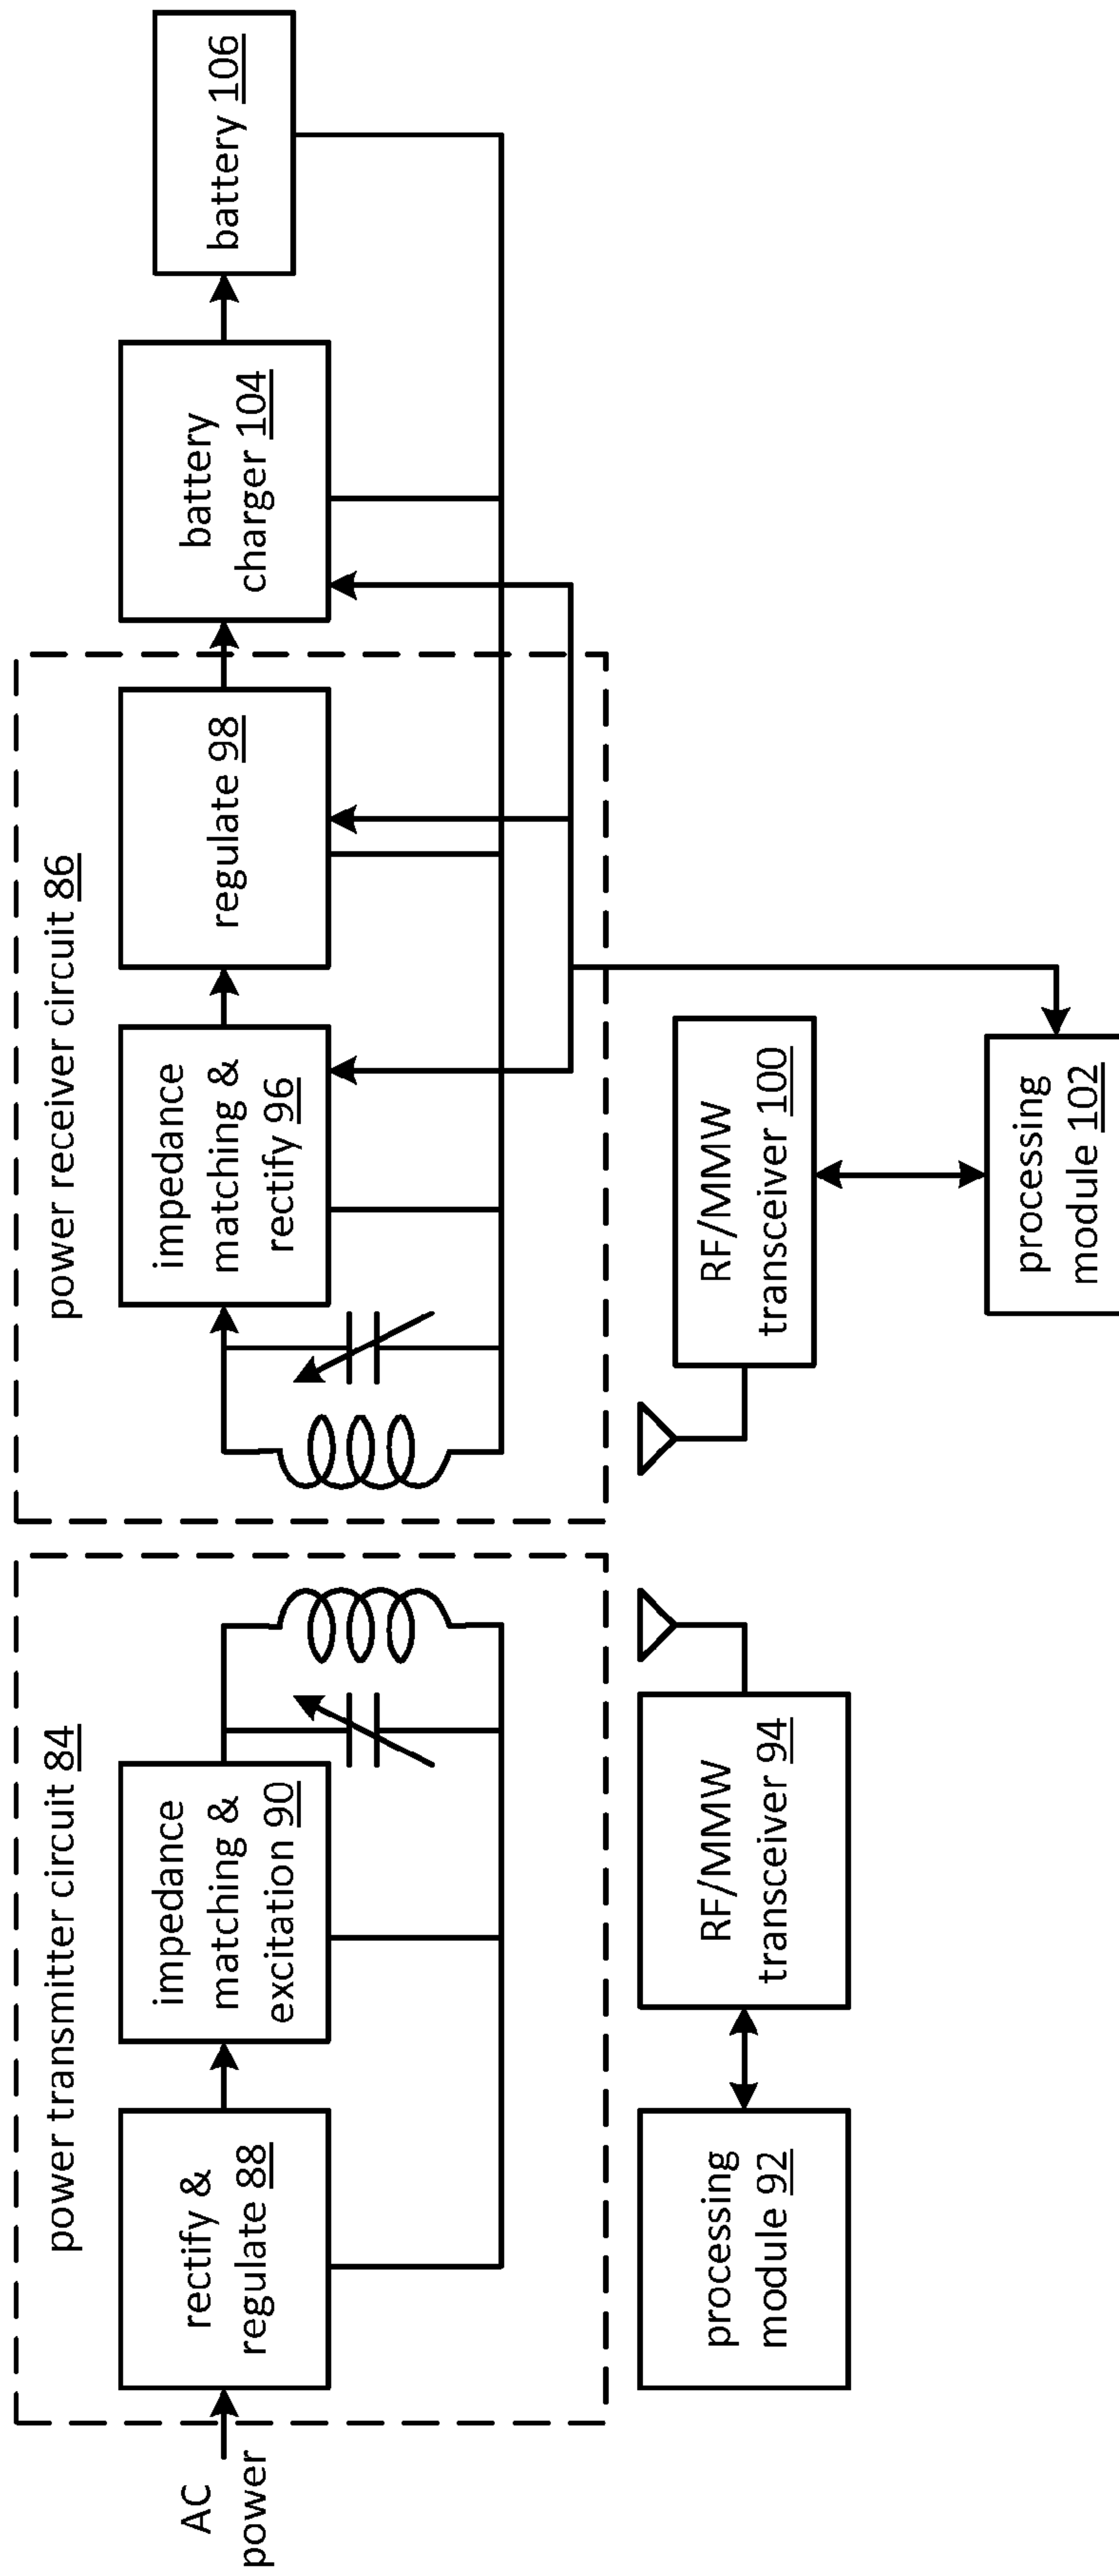 AC
power
power transmitter circuit 84
rectify &
regulate 88
impedance
matching &
excitation 90
processing
module 92
RF/MMW
transceiver 94
power receiver circuit 86
impedance
matching &
rectify 96
regulate 98
battery
charger 104
battery 106
RF/MMW
transceiver 100
processing
module 102